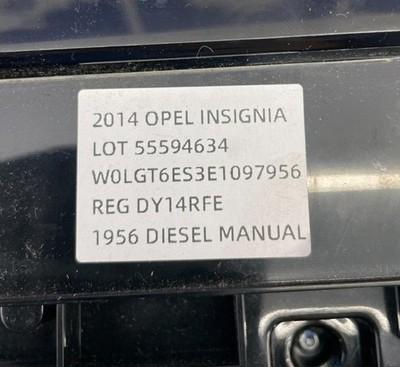 2014 OPEL INSIGNIA
LOT 55594634
W0LGT6ES3E1097956
REG DY14RFE
1956 DIESEL MANUAL